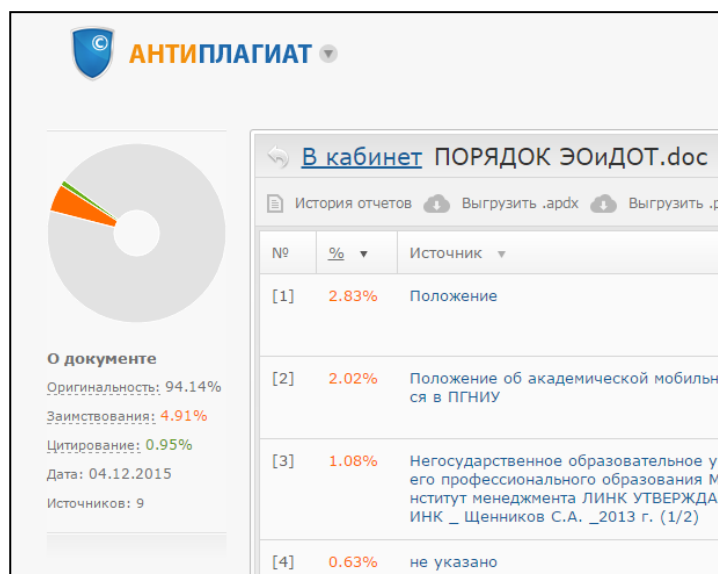 ©
АНТИПЛАГИАТ
О документе
Оригинальность: 94.14%
Заимствования: 4.91%
Цитирование: 0.95%
Дата: 04.12.2015
Источников: 9
В кабинет ПОРЯДОК ЭОиДОТ.doc
История отчетов Выгрузить .apdx Выгрузить .p
№ % Источник
[1] 2.83% Положение
[2] 2.02% Положение об академической мобильн
ся в ПГНИУ
[3] 1.08% Негосударственное образовательное у
его профессионального образования М
нститут менеджмента ЛИНК УТВЕРЖДА
ИНК _ Щенников С.А. _2013 г. (1/2)
[4] 0.63% не указано